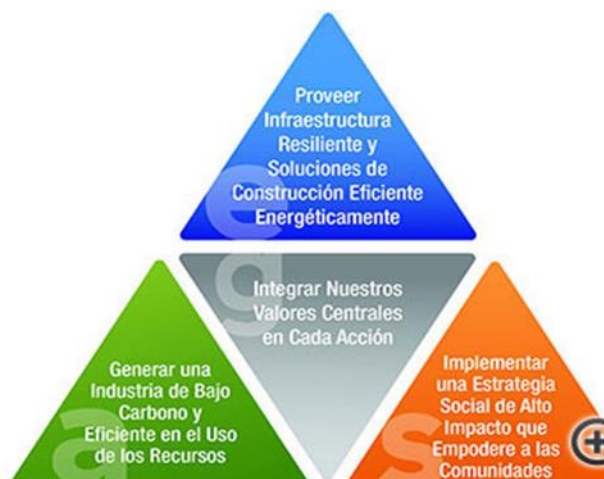 Proveer
Infraestructura
Resiliente y
Soluciones de
Construcción Eficiente
Energéticamente
e
g
Integrar Nuestros
Valores Centrales
en Cada Acción
Generar una
Industria de Bajo
Carbono y
Eficiente en el Uso
de los Recursos
a
Implementar
una Estrategia
Social de Alto
Impacto que
Empodere a las
Comunidades
s